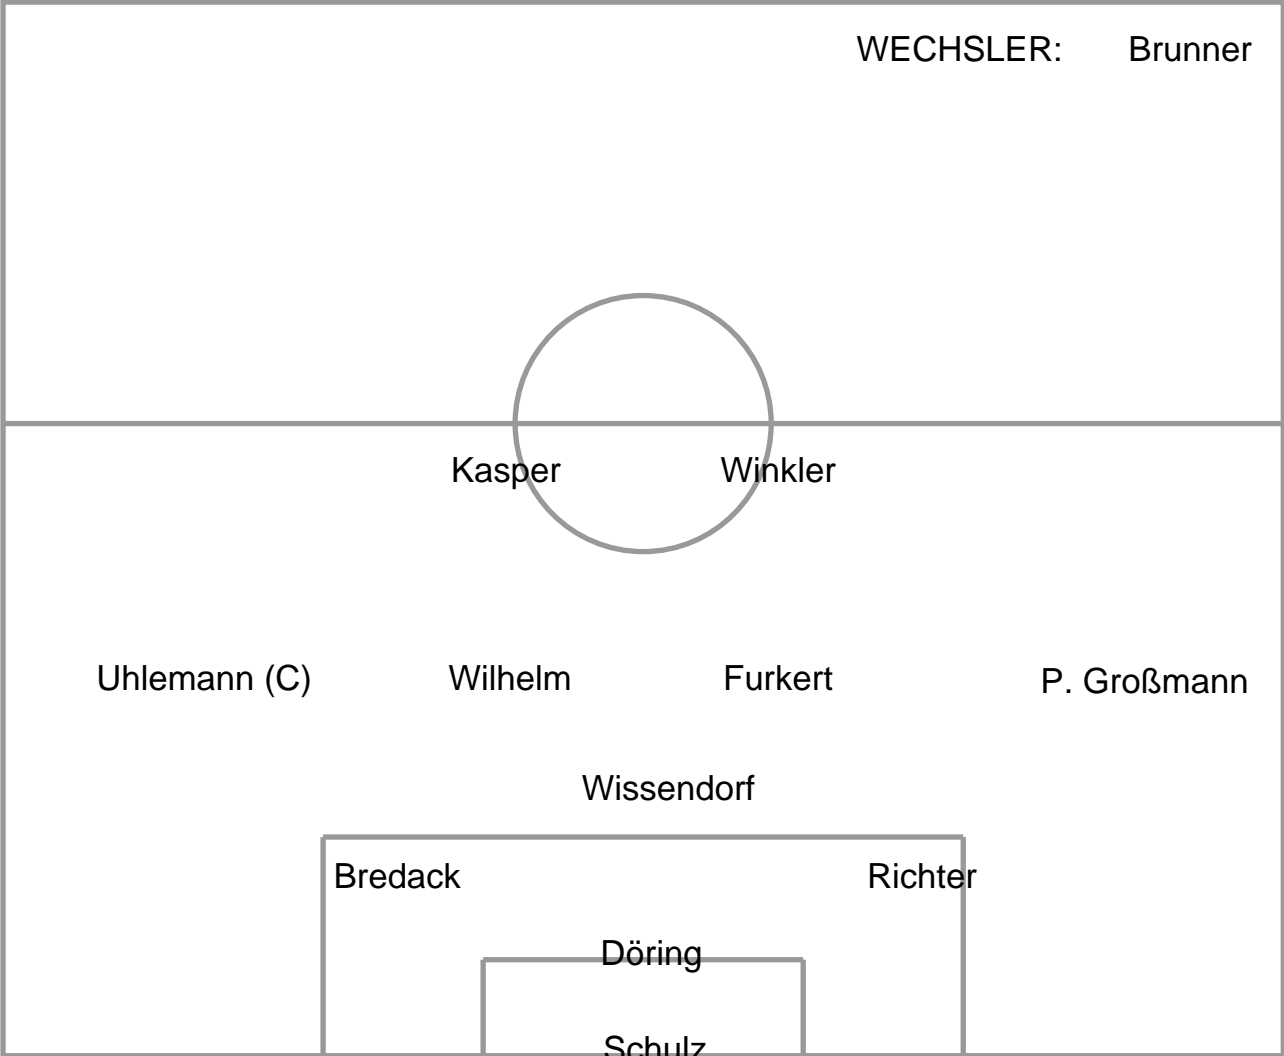 WECHSLER: Brunner
Kasper Winkler
Uhlemann (C) Wilhelm Furkert P. Großmann
Wissendorf
Bredack Richter
Döring
Schulz